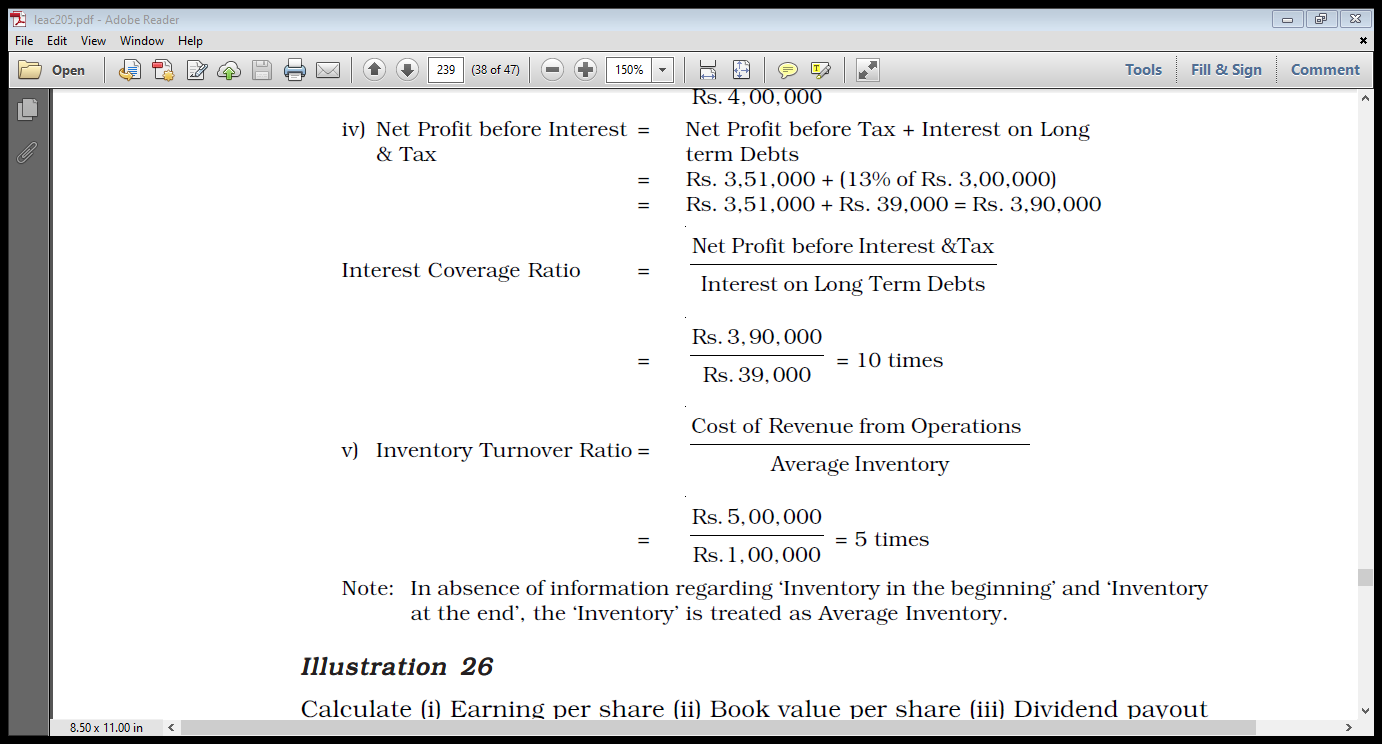 leac205.pdf - Adobe Reader
File Edit View Window Help
Open 239 (38 of 47) 150% Tools Fill & Sign Comment
Rs. 4,00,000
iv) Net Profit before Interest = Net Profit before Tax + Interest on Long
& Tax term Debts
= Rs. 3,51,000 + (13% of Rs. 3,00,000)
= Rs. 3,51,000 + Rs. 39,000 = Rs. 3,90,000
Net Profit before Interest &Tax
Interest Coverage Ratio =
Interest on Long Term Debts
Rs. 3,90,000
= = 10 times
Rs. 39,000
Cost of Revenue from Operations
v) Inventory Turnover Ratio =
Average Inventory
Rs. 5,00,000
= = 5 times
Rs. 1,00,000
Note: In absence of information regarding ‘Inventory in the beginning’ and ‘Inventory
at the end’, the ‘Inventory’ is treated as Average Inventory.
Illustration 26
Calculate (i) Earning per share (ii) Book value per share (iii) Dividend payout
8.50 x 11.00 in